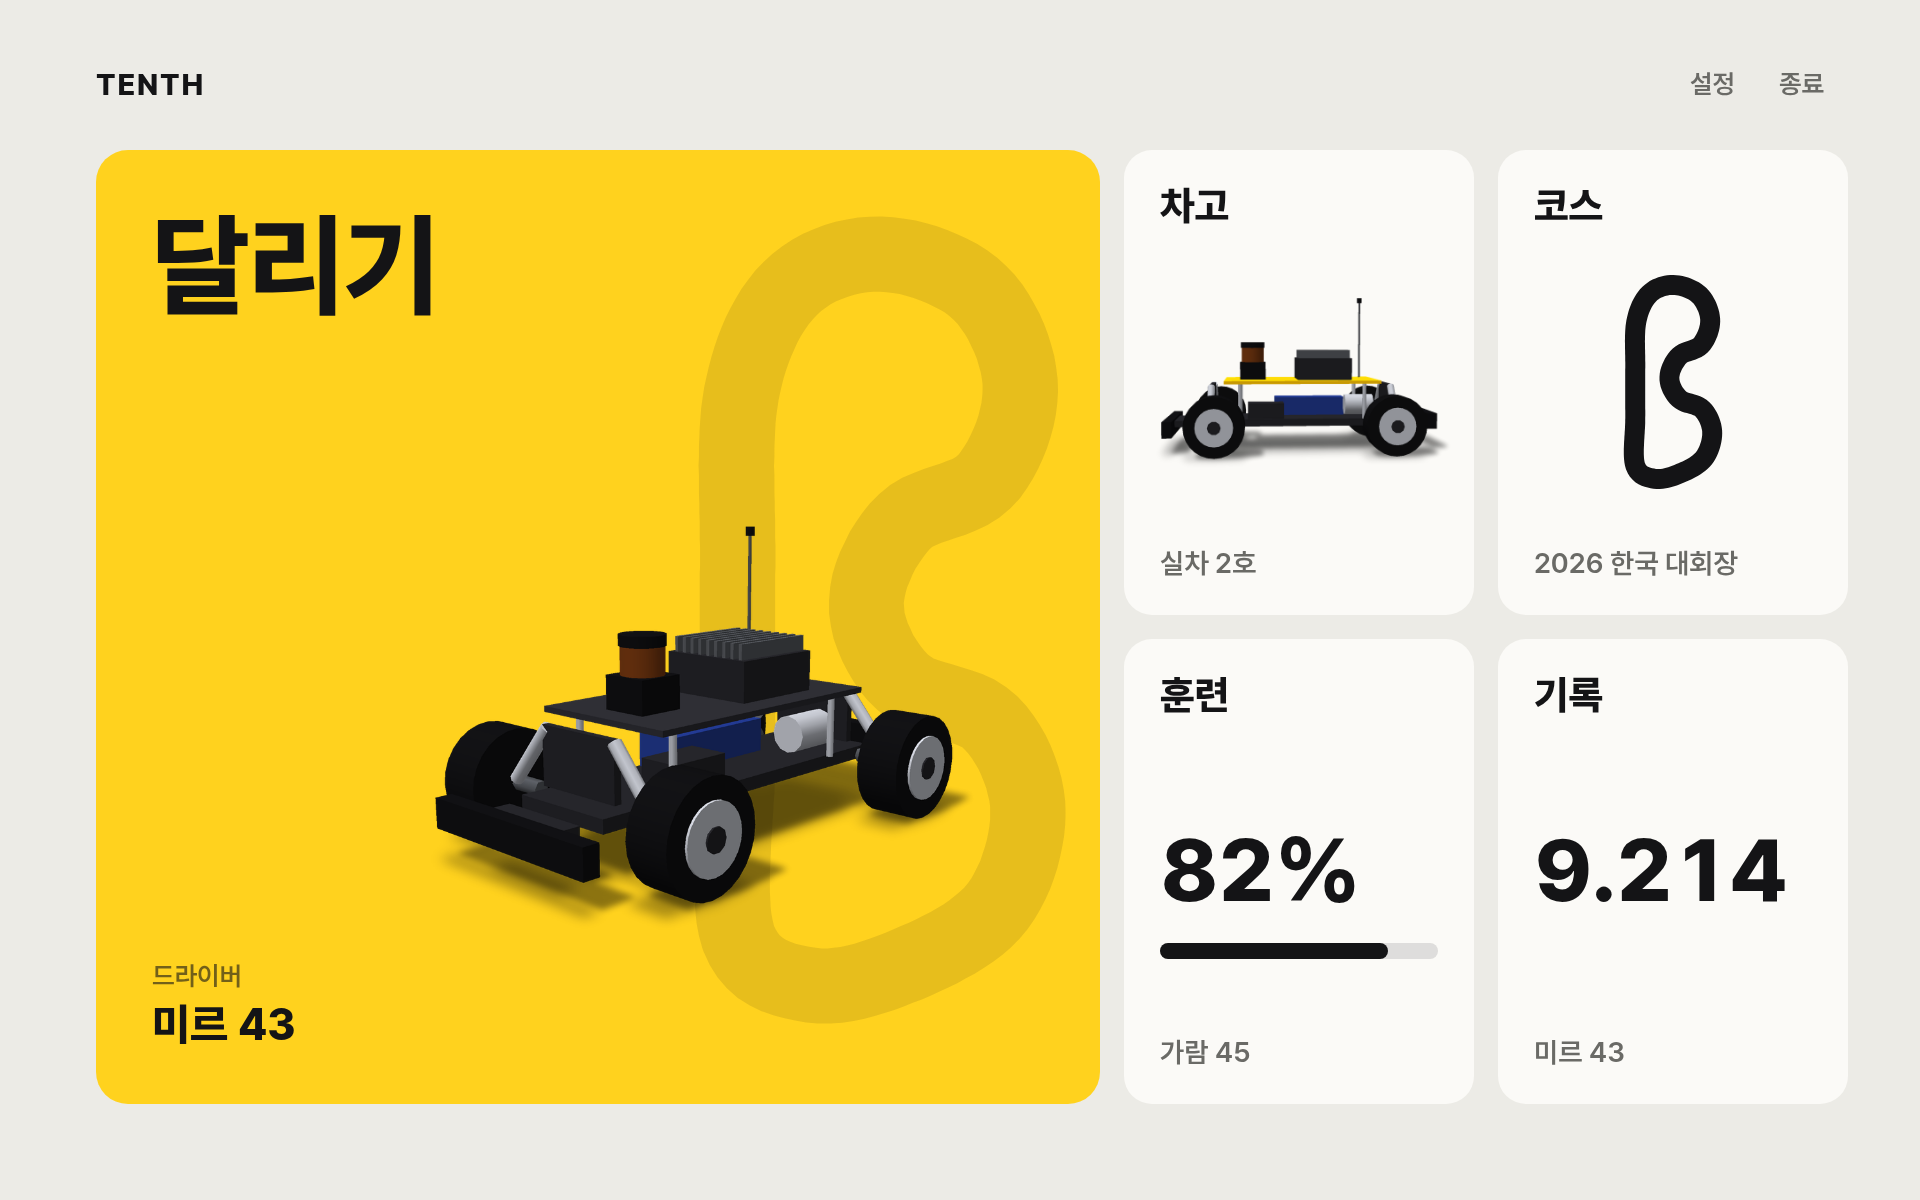 TENTH
설정
종료
달리기
드라이버
미르 43
차고
실차 2호
코스
2026 한국 대회장
훈련
82%
가람 45
기록
9.214
미르 43